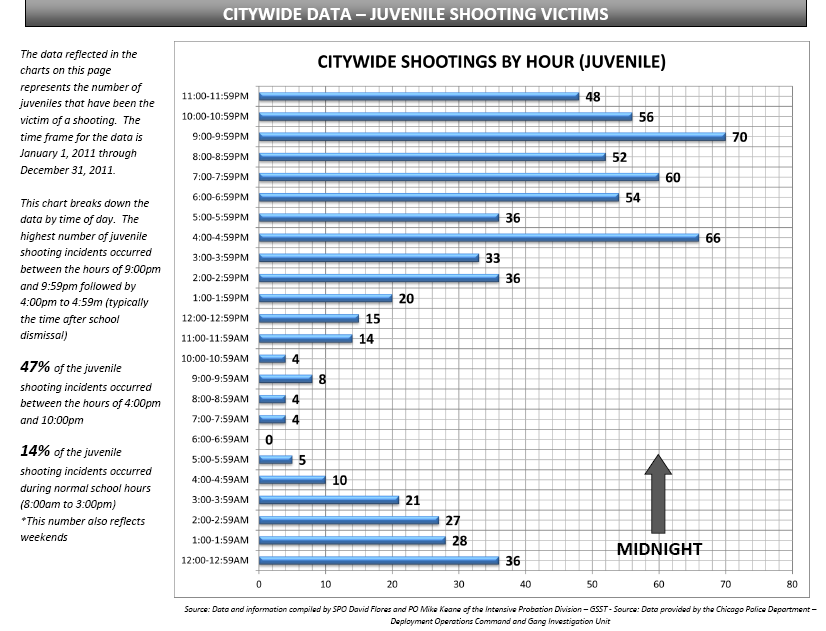 CITYWIDE DATA – JUVENILE SHOOTING VICTIMS
The data reflected in the
charts on this page
represents the number of
juveniles that have been the
victim of a shooting. The
time frame for the data is
January 1, 2011 through
December 31, 2011.
This chart breaks down the
data by time of day. The
highest number of juvenile
shooting incidents occurred
between the hours of 9:00pm
and 9:59pm followed by
4:00pm to 4:59m (typically
the time after school
dismissal)
47% of the juvenile
shooting incidents occurred
between the hours of 4:00pm
and 10:00pm
14% of the juvenile
shooting incidents occurred
during normal school hours
(8:00am to 3:00pm)
*This number also reflects
weekends
CITYWIDE SHOOTINGS BY HOUR (JUVENILE)
11:00-11:59PM 48
10:00-10:59PM 56
9:00-9:59PM 70
8:00-8:59PM 52
7:00-7:59PM 60
6:00-6:59PM 54
5:00-5:59PM 36
4:00-4:59PM 66
3:00-3:59PM 33
2:00-2:59PM 36
1:00-1:59PM 20
12:00-12:59PM 15
11:00-11:59AM 14
10:00-10:59AM 4
9:00-9:59AM 8
8:00-8:59AM 4
7:00-7:59AM 4
6:00-6:59AM 0
5:00-5:59AM 5
4:00-4:59AM 10
3:00-3:59AM 21
2:00-2:59AM 27
1:00-1:59AM 28
MIDNIGHT
12:00-12:59AM 36
0 10 20 30 40 50 60 70 80
Source: Data and information compiled by SPO David Flores and PO Mike Keane of the Intensive Probation Division – GSST - Source: Data provided by the Chicago Police Department –
Deployment Operations Command and Gang Investigation Unit